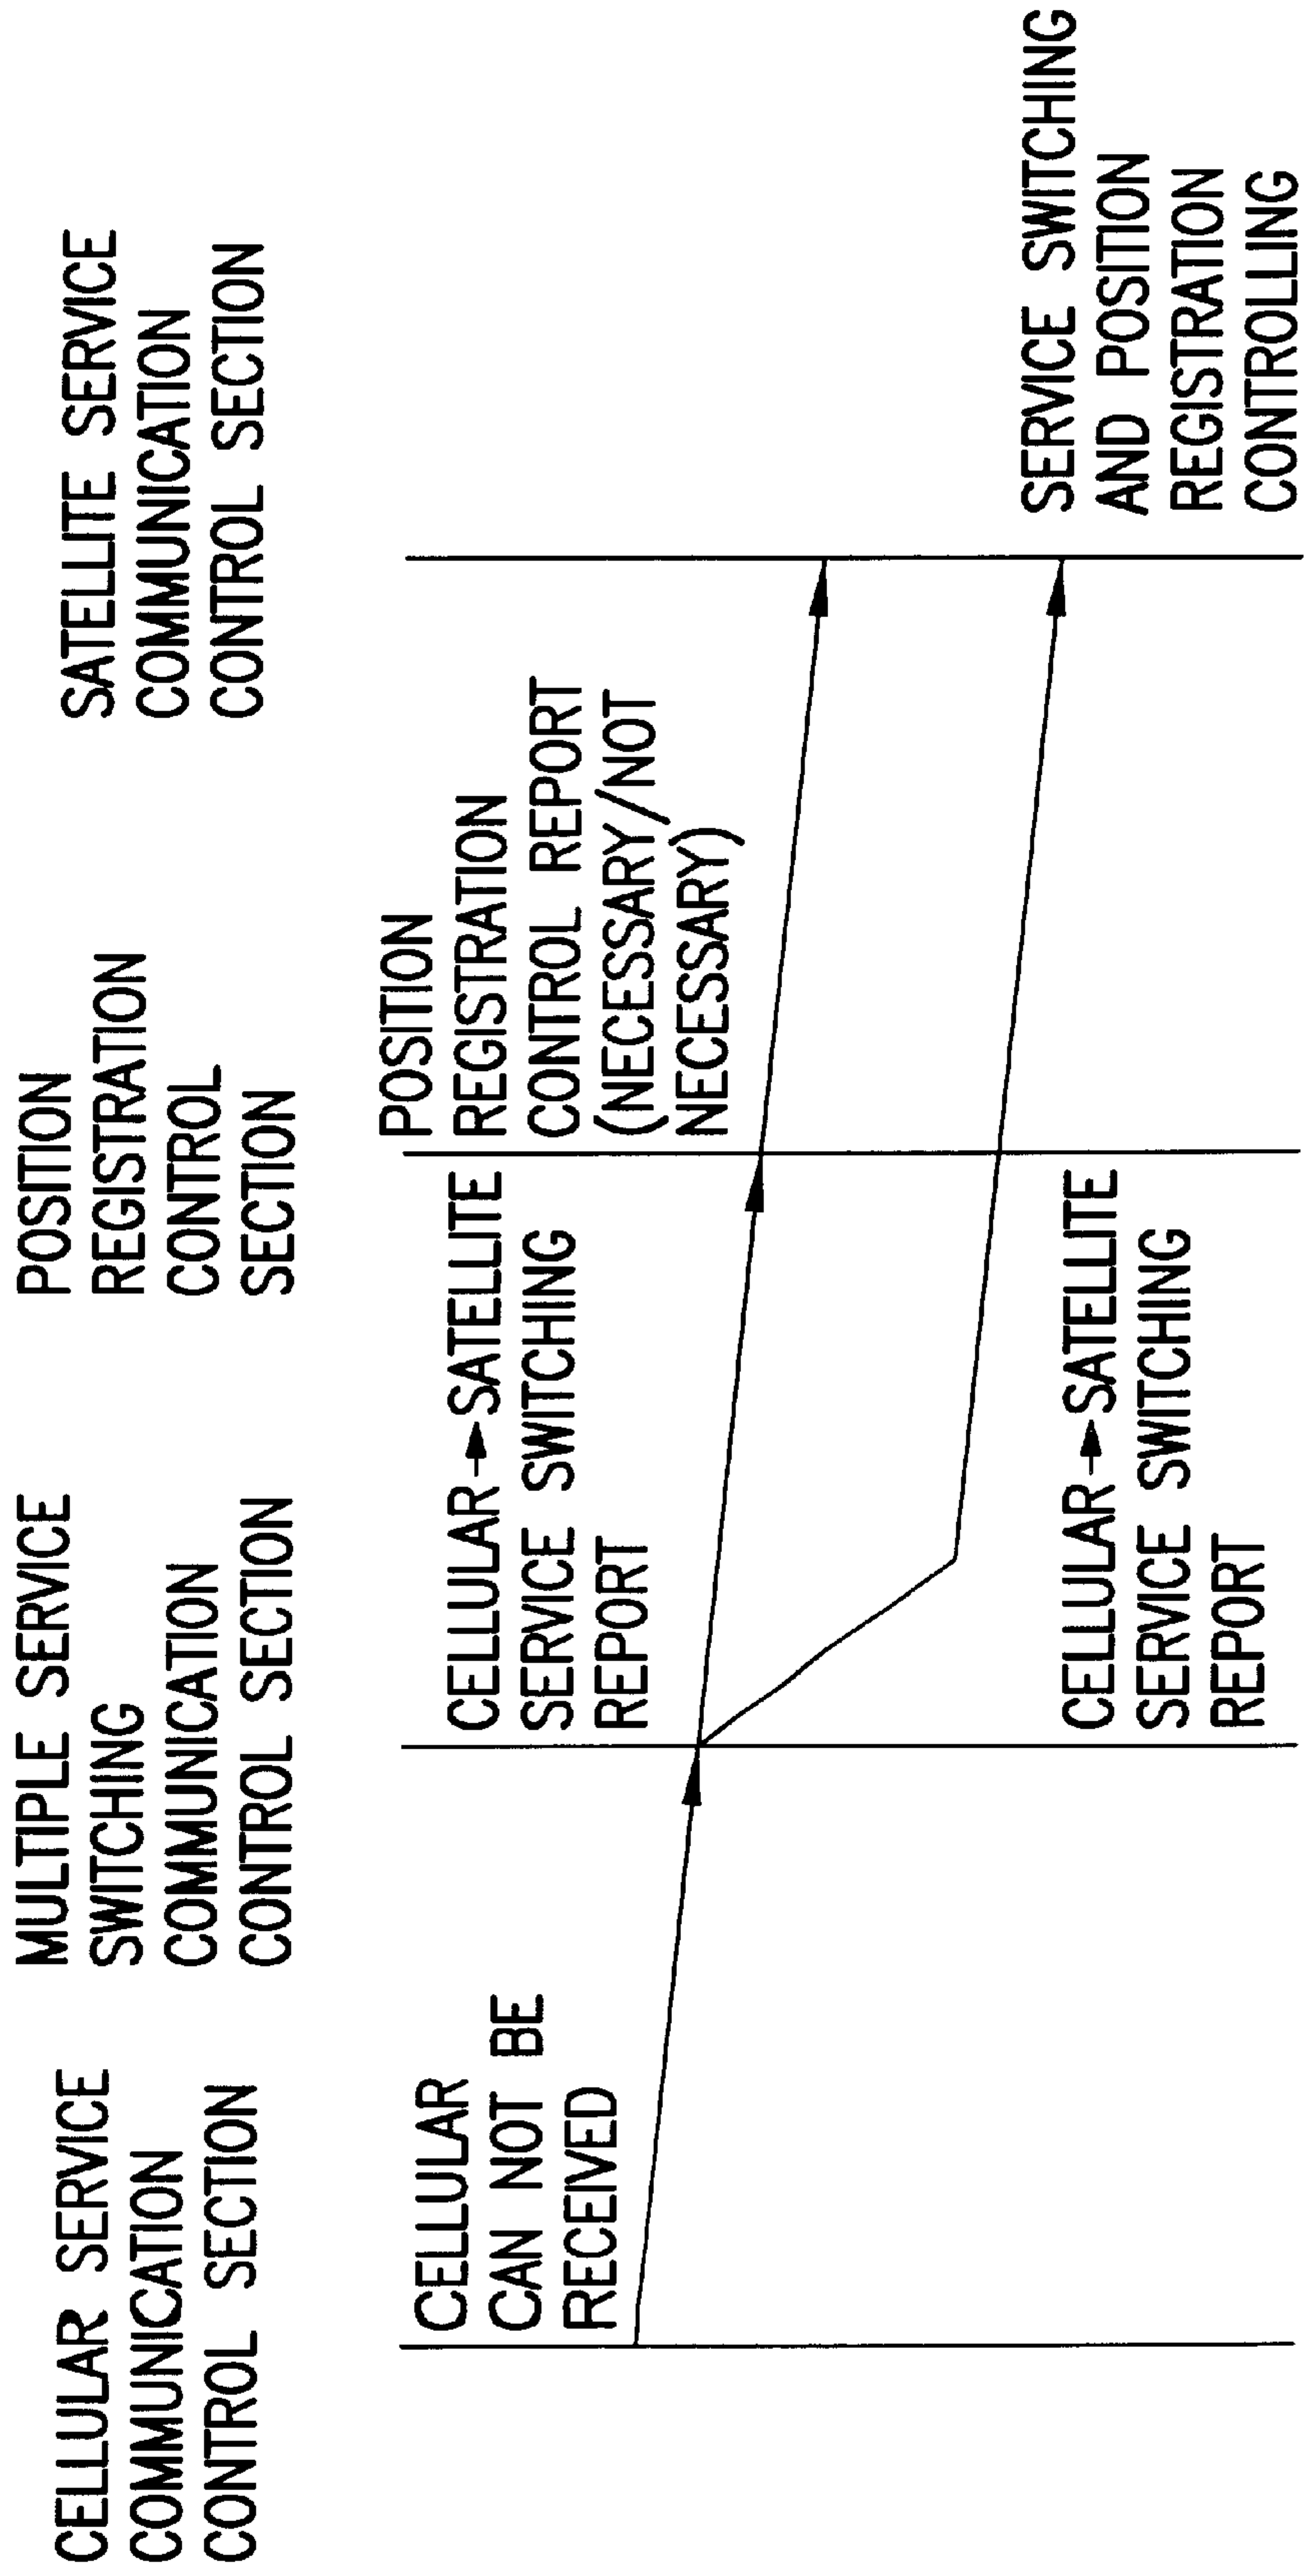 CELLULAR SERVICE
COMMUNICATION
CONTROL SECTION
MULTIPLE SERVICE
SWITCHING
COMMUNICATION
CONTROL SECTION
POSITION
REGISTRATION
CONTROL
SECTION
SATELLITE SERVICE
COMMUNICATION
CONTROL SECTION
CELLULAR
CAN NOT BE
RECEIVED
CELLULAR→SATELLITE
SERVICE SWITCHING
REPORT
POSITION
REGISTRATION
CONTROL REPORT
(NECESSARY/NOT
NECESSARY)
CELLULAR→SATELLITE
SERVICE SWITCHING
REPORT
SERVICE SWITCHING
AND POSITION
REGISTRATION
CONTROLLING